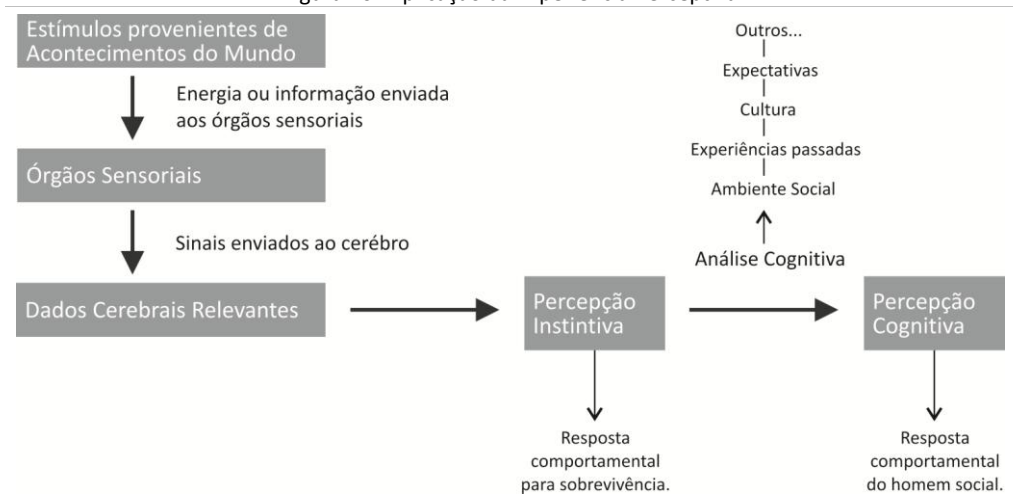 Estímulos provenientes de
Acontecimentos do Mundo
Energia ou informação enviada
aos órgãos sensoriais
Órgãos Sensoriais
Sinais enviados ao cerébro
Dados Cerebrais Relevantes
Percepção
Instintiva
Resposta
comportamental
para sobrevivência.
Outros...
Expectativas
Cultura
Experiências passadas
Ambiente Social
Análise Cognitiva
Percepção
Cognitiva
Resposta
comportamental
do homem social.